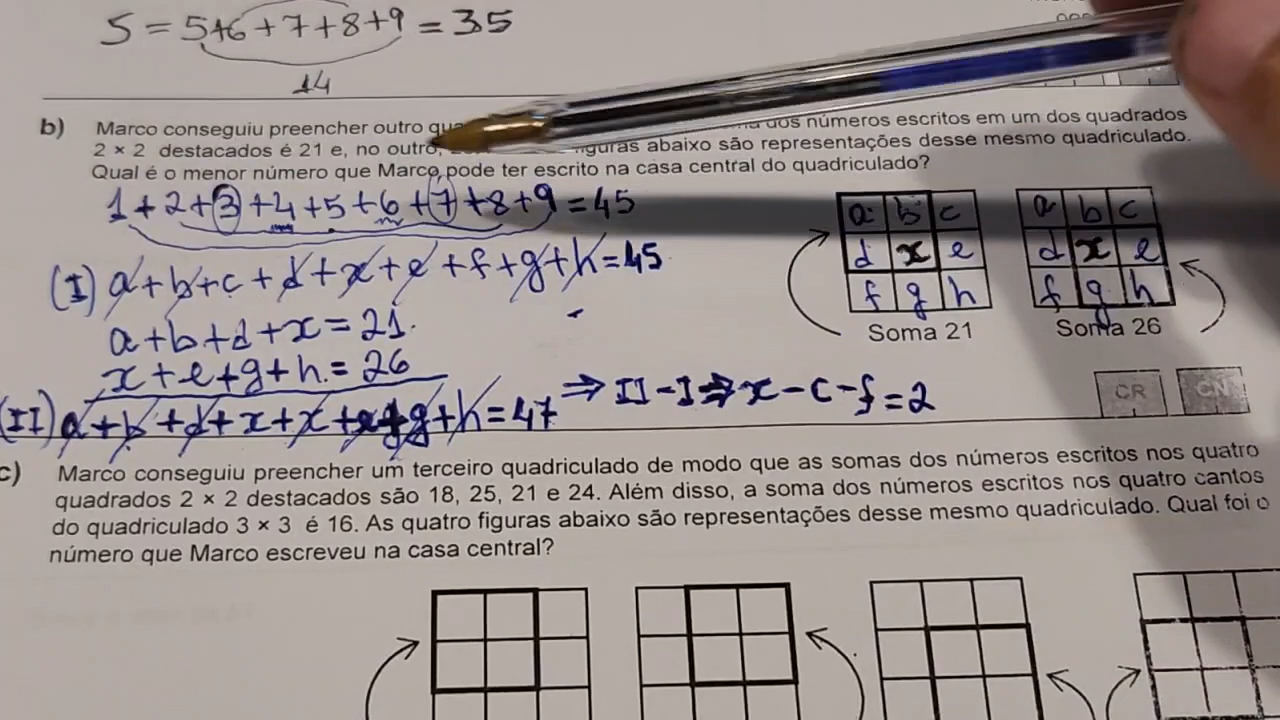 S = 5+6+7+8+9 = 35
14
b) Marco conseguiu preencher outro dos números escritos em um dos quadrados
2 × 2 destacados é 21 e, no outro, abaixo são representações desse mesmo quadriculado.
Qual é o menor número que Marco pode ter escrito na casa central do quadriculado?
1+2+3+4+5+6+7+8+9=45
(I) a+b+c+d+x+e+f+g+h=45
a+b+d+x=21
x+e+g+h=26
(II) a+b+d+x+x+e+g+h=47 ⇒ II-I⇒ x-c-f=2
a b c
d x e
f g h
Soma 21
a b c
d x e
f g h
Soma 26
CR CN
c) Marco conseguiu preencher um terceiro quadriculado de modo que as somas dos números escritos nos quatro
quadrados 2 × 2 destacados são 18, 25, 21 e 24. Além disso, a soma dos números escritos nos quatro cantos
do quadriculado 3 × 3 é 16. As quatro figuras abaixo são representações desse mesmo quadriculado. Qual foi o
número que Marco escreveu na casa central?